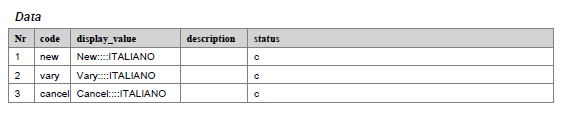 Data
Nr code display_value description status
1 new New::::ITALIANO c
2 vary Vary::::ITALIANO c
3 cancel Cancel::::ITALIANO c